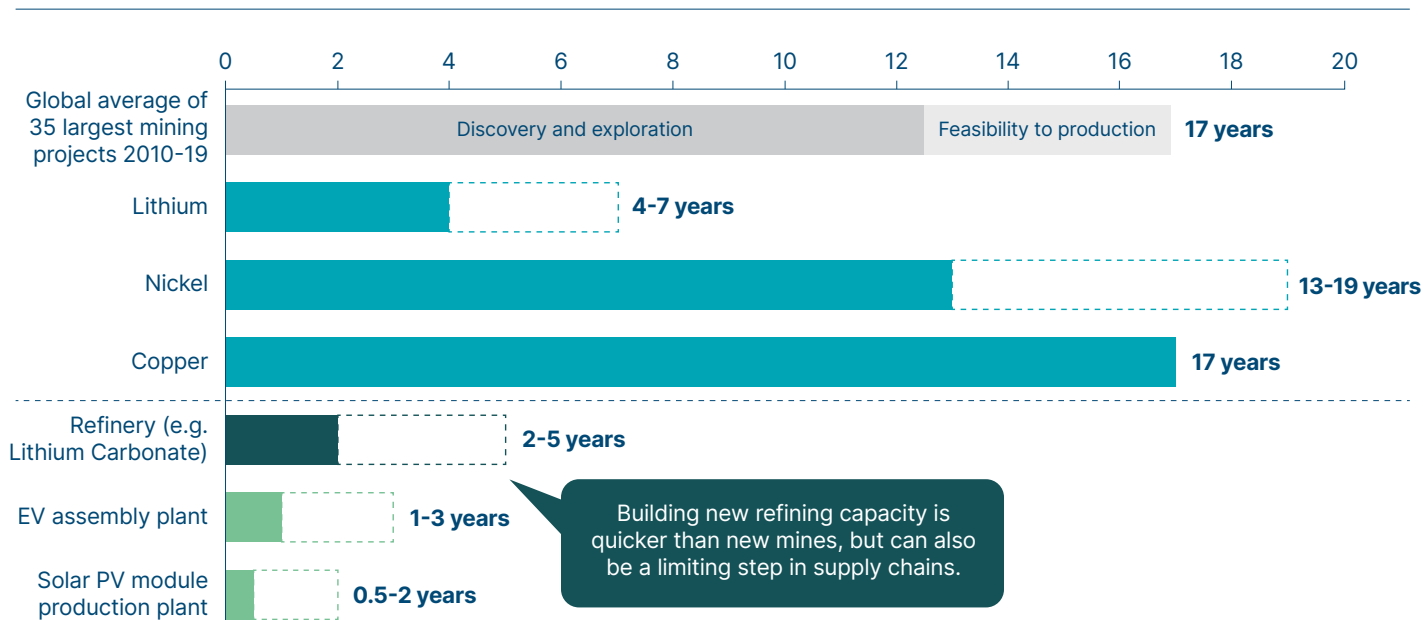 0 2 4 6 8 10 12 14 16 18 20
Global average of
35 largest mining
projects 2010-19
Discovery and exploration
Feasibility to production
17 years
Lithium
4-7 years
Nickel
13-19 years
Copper
17 years
Refinery (e.g.
Lithium Carbonate)
2-5 years
EV assembly plant
1-3 years
Building new refining capacity is
quicker than new mines, but can also
be a limiting step in supply chains.
Solar PV module
production plant
0.5-2 years